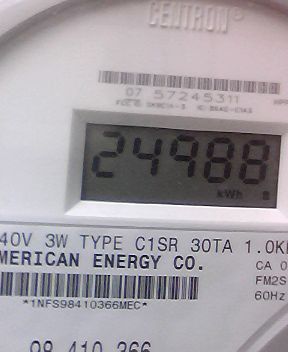 CENTRON®
07 57245311
24988
kWh
40V 3W TYPE C1SR 30TA 1.0K
MERICAN ENERGY CO.
CA 0
FM2S
60Hz
*1NFS98410366MEC*
98 410 366